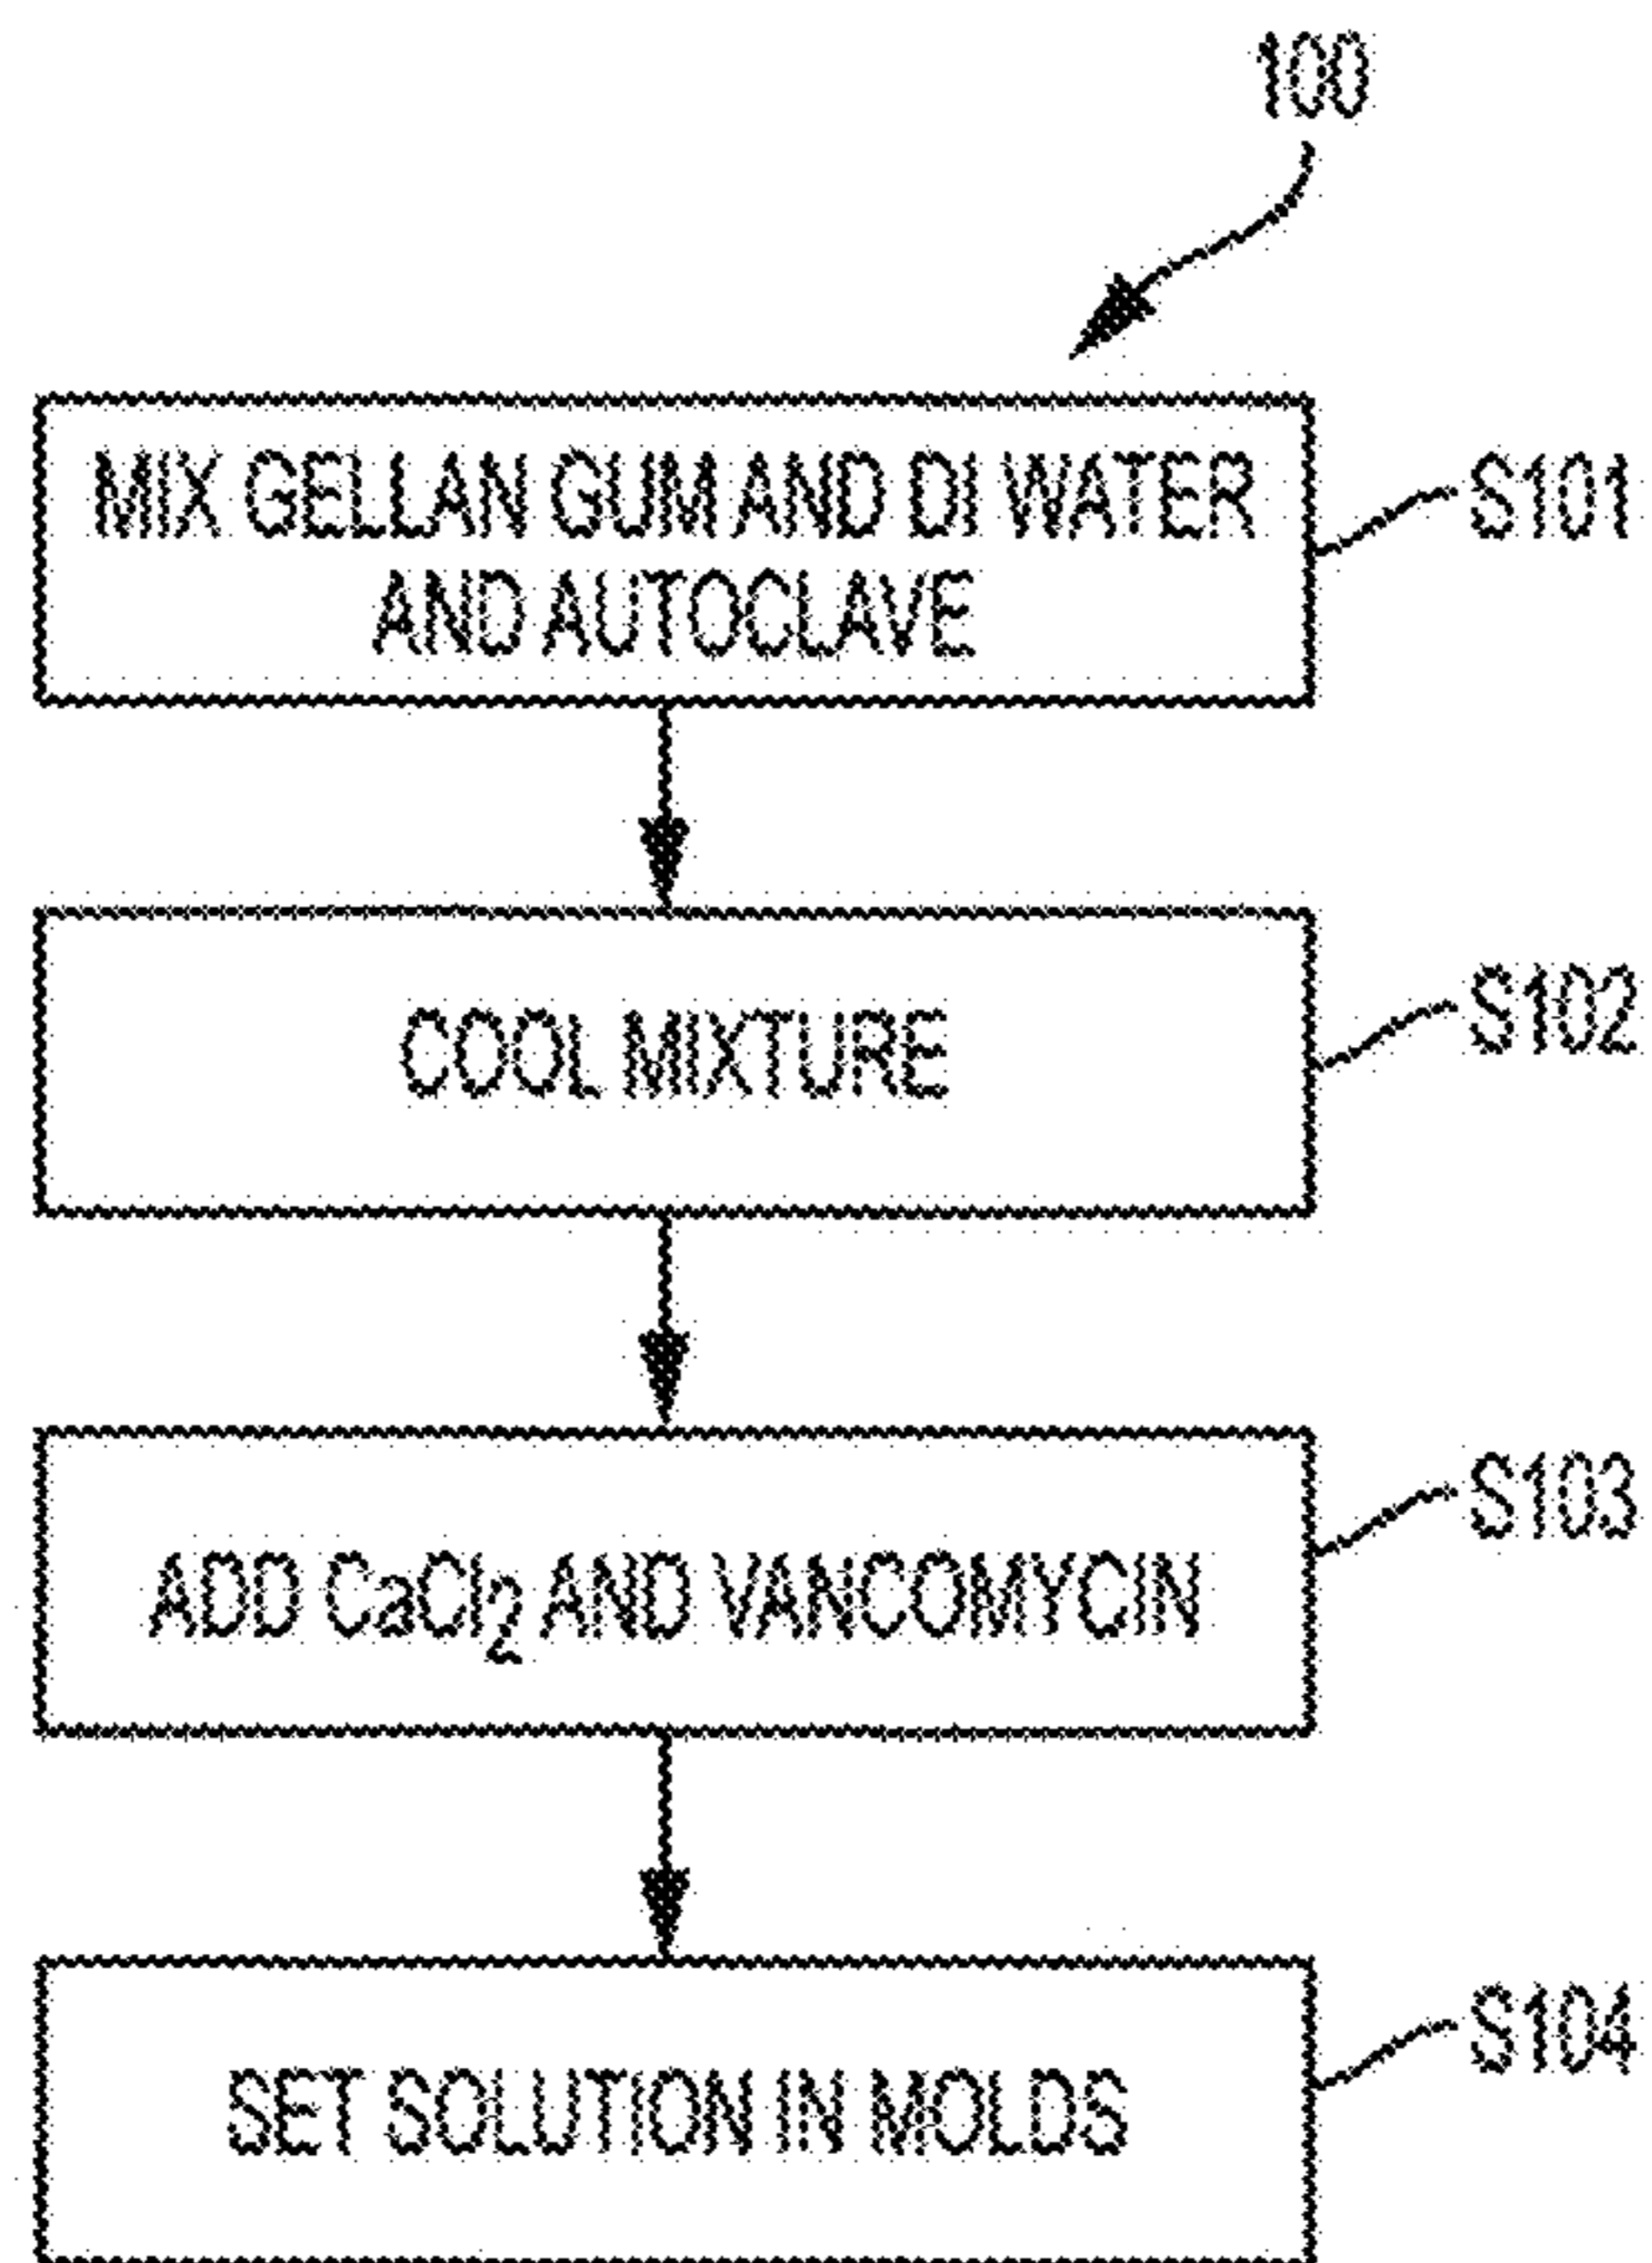 100
MIX GELLAN GUM AND DI WATER
AND AUTOCLAVE
S101
COOL MIXTURE
S102
ADD CaCl₂ AND VANCOMYCIN
S103
SET SOLUTION IN MOLDS
S104